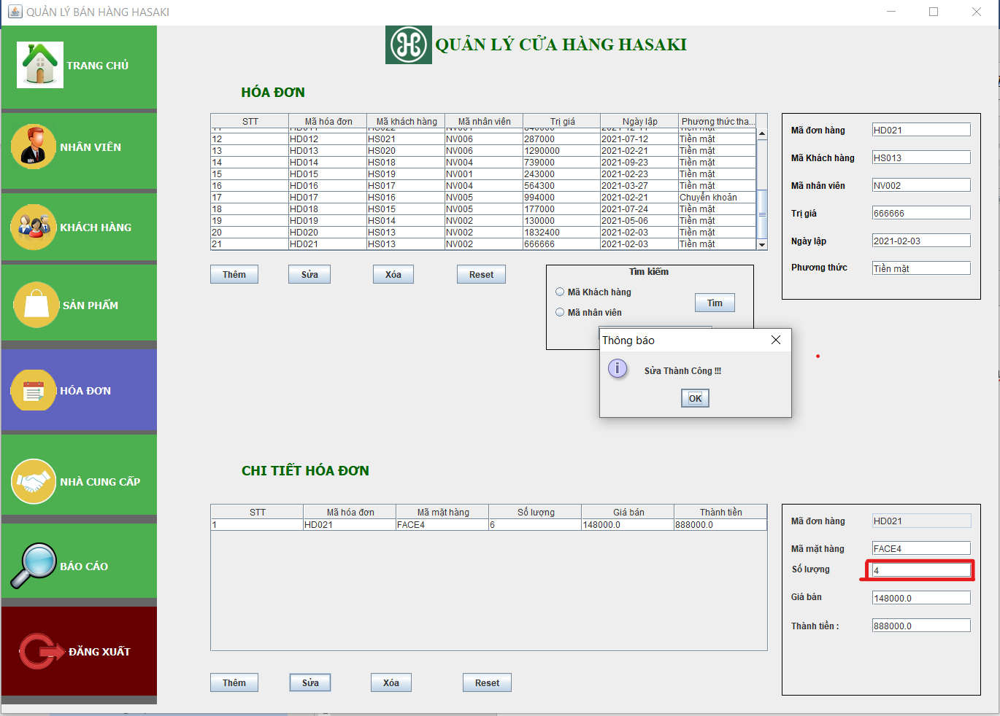 QUẢN LÝ BÁN HÀNG HASAKI
TRANG CHỦ
NHÂN VIÊN
KHÁCH HÀNG
SẢN PHẨM
HÓA ĐƠN
NHÀ CUNG CẤP
BÁO CÁO
ĐĂNG XUẤT
QUẢN LÝ CỬA HÀNG HASAKI
HÓA ĐƠN
STT Mã hóa đơn Mã khách hàng Mã nhân viên Trị giá Ngày lập Phương thức tha...
12 HD012 HS021 NV006 287000 2021-07-12 Tiền mặt
13 HD013 HS020 NV006 1290000 2021-02-21 Tiền mặt
14 HD014 HS018 NV004 739000 2021-09-23 Tiền mặt
15 HD015 HS019 NV001 243000 2021-02-23 Tiền mặt
16 HD016 HS017 NV004 564300 2021-03-27 Tiền mặt
17 HD017 HS016 NV005 994000 2021-02-21 Chuyển khoản
18 HD018 HS015 NV005 177000 2021-07-24 Tiền mặt
19 HD019 HS014 NV002 130000 2021-05-06 Tiền mặt
20 HD020 HS013 NV002 1832400 2021-02-03 Tiền mặt
21 HD021 HS013 NV002 666666 2021-02-03 Tiền mặt
Thêm Sửa Xóa Reset
Tìm kiếm
Mã Khách hàng
Mã nhân viên
Tìm
Mã đơn hàng HD021
Mã Khách hàng HS013
Mã nhân viên NV002
Trị giá 666666
Ngày lập 2021-02-03
Phương thức Tiền mặt
Thông báo
Sửa Thành Công !!!
OK
CHI TIẾT HÓA ĐƠN
STT Mã hóa đơn Mã mặt hàng Số lượng Giá bán Thành tiền
1 HD021 FACE4 6 148000.0 888000.0
Thêm Sửa Xóa Reset
Mã đơn hàng HD021
Mã mặt hàng FACE4
Số lượng 4
Giá bán 148000.0
Thành tiền : 888000.0